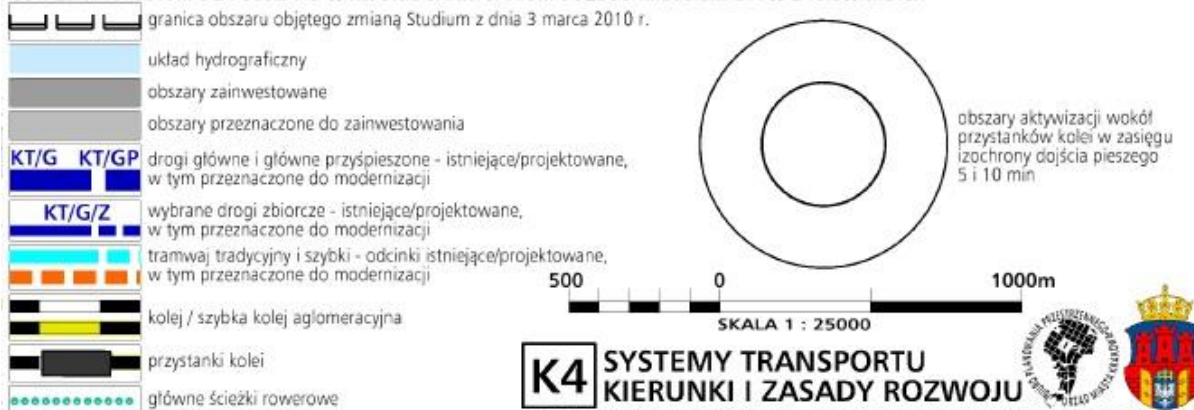 granica obszaru objętego zmianą Studium z dnia 3 marca 2010 r.
układ hydrograficzny
obszary zainwestowane
obszary przeznaczone do zainwestowania
KT/G KT/GP
drogi główne i główne przyśpieszone - istniejące/projektowane,
w tym przeznaczone do modernizacji
KT/G/Z
wybrane drogi zbiorcze - istniejące/projektowane,
w tym przeznaczone do modernizacji
tramwaj tradycyjny i szybki - odcinki istniejące/projektowane,
w tym przeznaczone do modernizacji
kolej / szybka kolej aglomeracyjna
przystanki kolei
główne ścieżki rowerowe
obszary aktywizacji wokół
przystanków kolei w zasięgu
izochrony dojścia pieszego
5 i 10 min
500 0 1000m
SKALA 1 : 25000
K4 SYSTEMY TRANSPORTU
KIERUNKI I ZASADY ROZWOJU